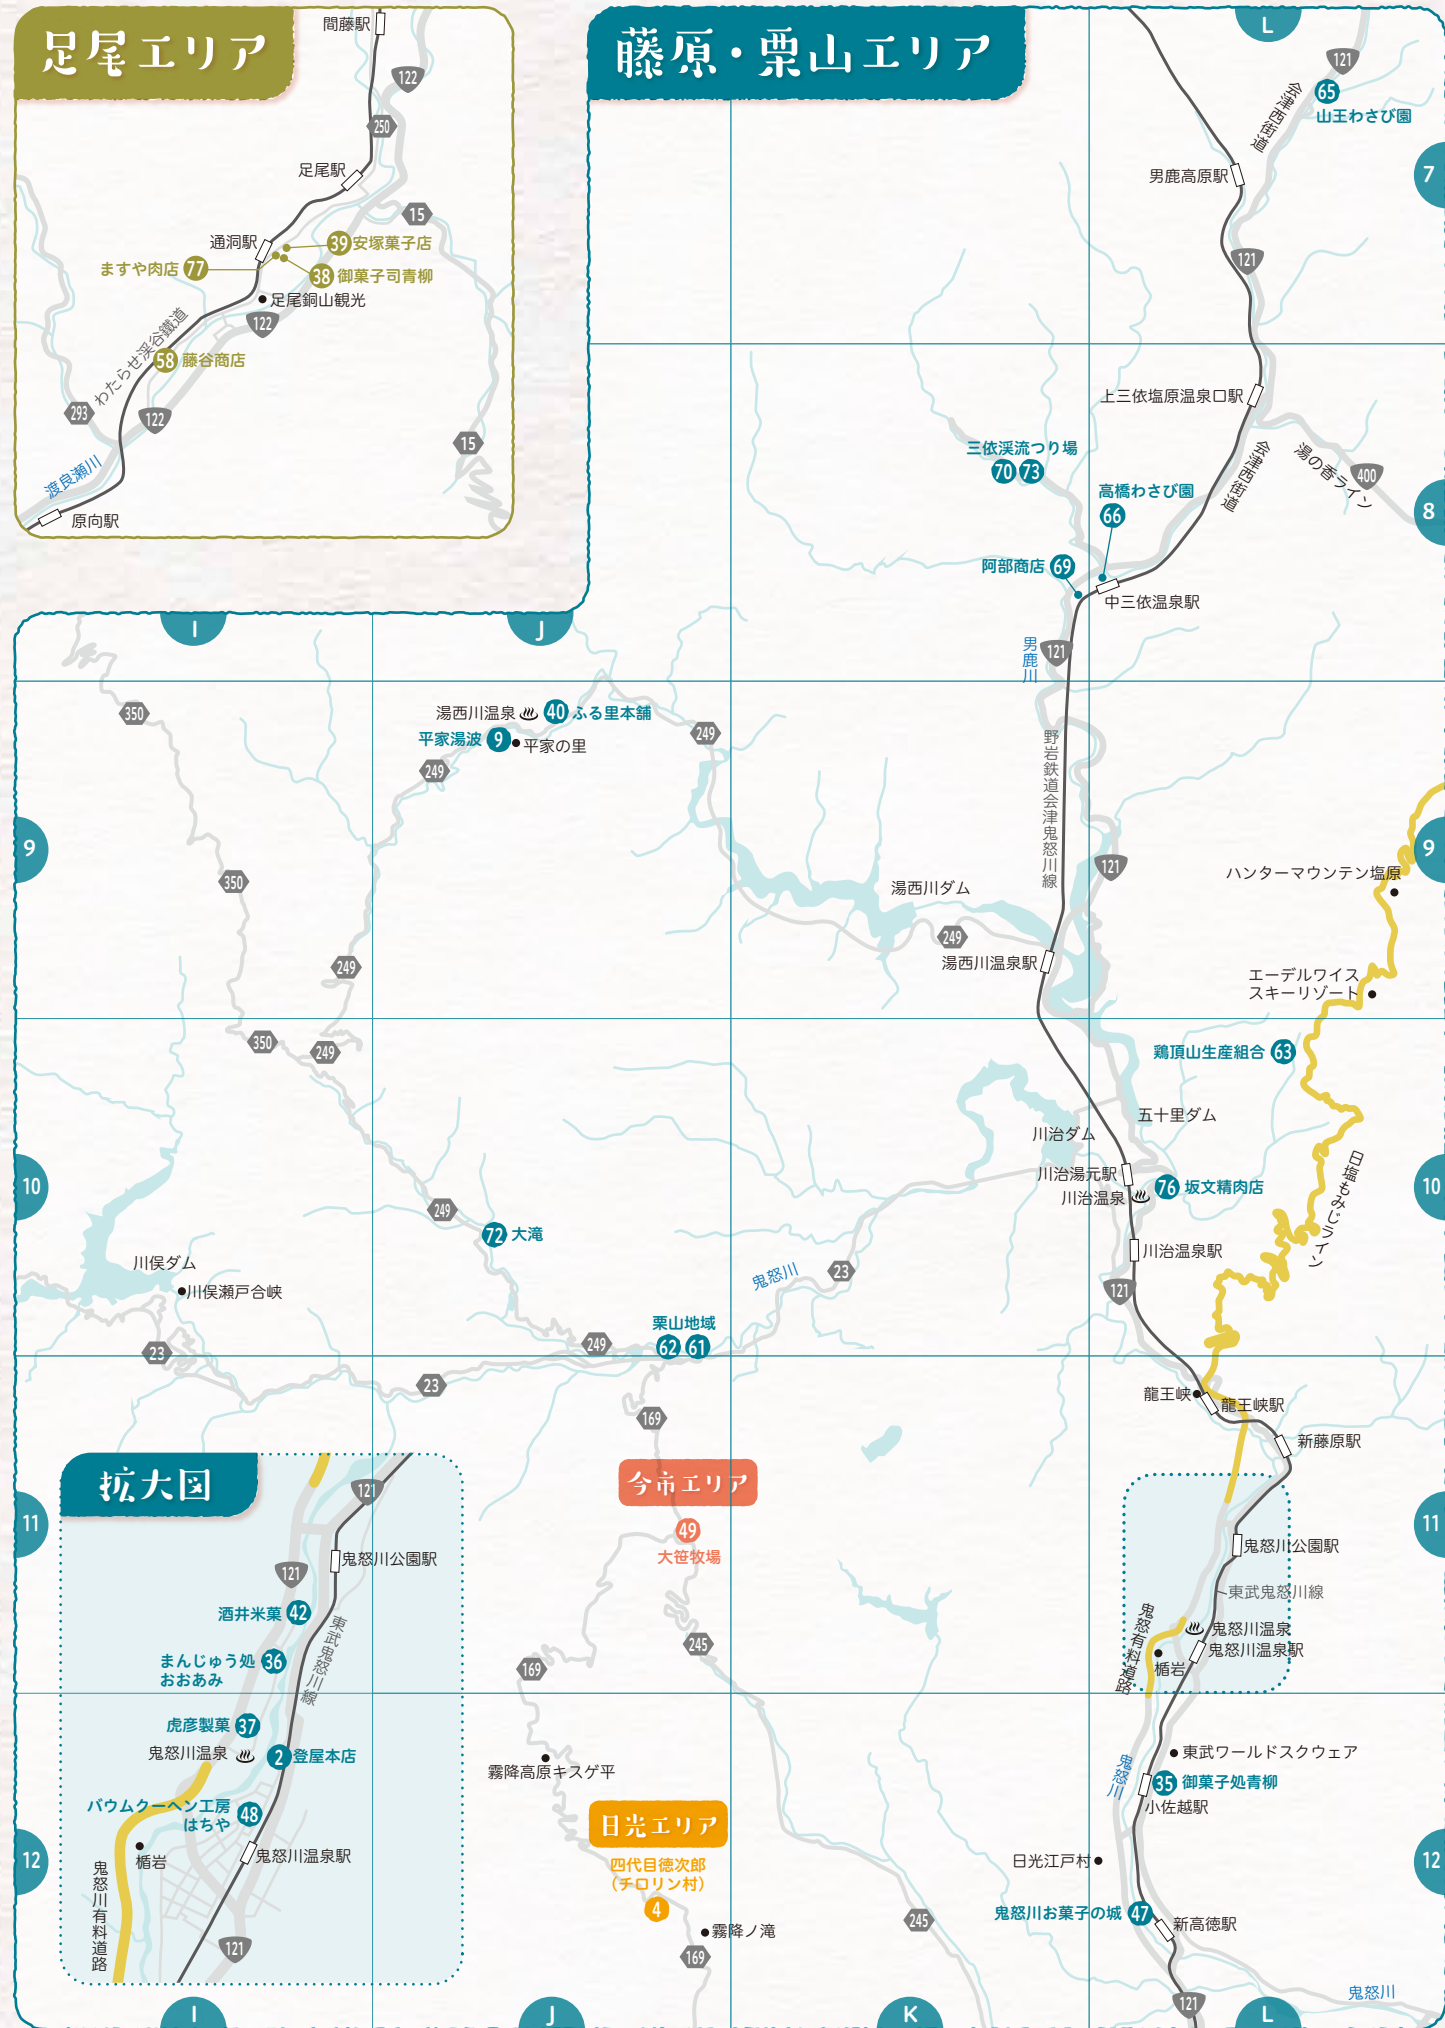 足尾エリア
間藤駅
122
250
足尾駅
15
通洞駅
39 安塚菓子店
ますや肉店 77
38 御菓子司青柳
足尾銅山観光
122
わたらせ渓谷鐵道
58 藤谷商店
293
122
15
渡良瀬川
原向駅
藤原・栗山エリア
L
121
会津西街道
65
山王わさび園
男鹿高原駅
7
121
上三依塩原温泉口駅
会津西街道
湯の香ライン
400
三依渓流つり場
70 73
高橋わさび園
66
8
阿部商店 69
中三依温泉駅
男鹿川
121
I
J
350
湯西川温泉
40 ふる里本舗
平家湯波 9
平家の里
249
249
野岩鉄道会津鬼怒川線
9
9
350
121
ハンターマウンテン塩原
湯西川ダム
249
湯西川温泉駅
249
エーデルワイス
スキーリゾート
350
249
鶏頂山生産組合 63
五十里ダム
川治ダム
川治湯元駅
川治温泉
76 坂文精肉店
日塩もみじライン
10
10
249
72 大滝
川俣ダム
川俣瀬戸合峡
川治温泉駅
鬼怒川
23
121
栗山地域
62 61
249
23
23
龍王峡
龍王峡駅
169
新藤原駅
今市エリア
49
大笹牧場
11
11
鬼怒川公園駅
東武鬼怒川線
鬼怒有料道路
鬼怒川温泉
鬼怒川温泉駅
楯岩
245
169
拡大図
121
鬼怒川公園駅
121
酒井米菓 42
東武鬼怒川線
まんじゅう処
おおあみ
36
虎彦製菓 37
鬼怒川温泉
2 登屋本店
バウムクーヘン工房
はちや
48
楯岩
鬼怒川温泉駅
鬼怒川有料道路
121
霧降高原キスゲ平
日光エリア
四代目徳次郎
（チロリン村）
4
霧降ノ滝
169
245
東武ワールドスクウェア
鬼怒川
35 御菓子処青柳
小佐越駅
12
12
日光江戸村
鬼怒川お菓子の城 47
新高徳駅
鬼怒川
121
I
J
K
L